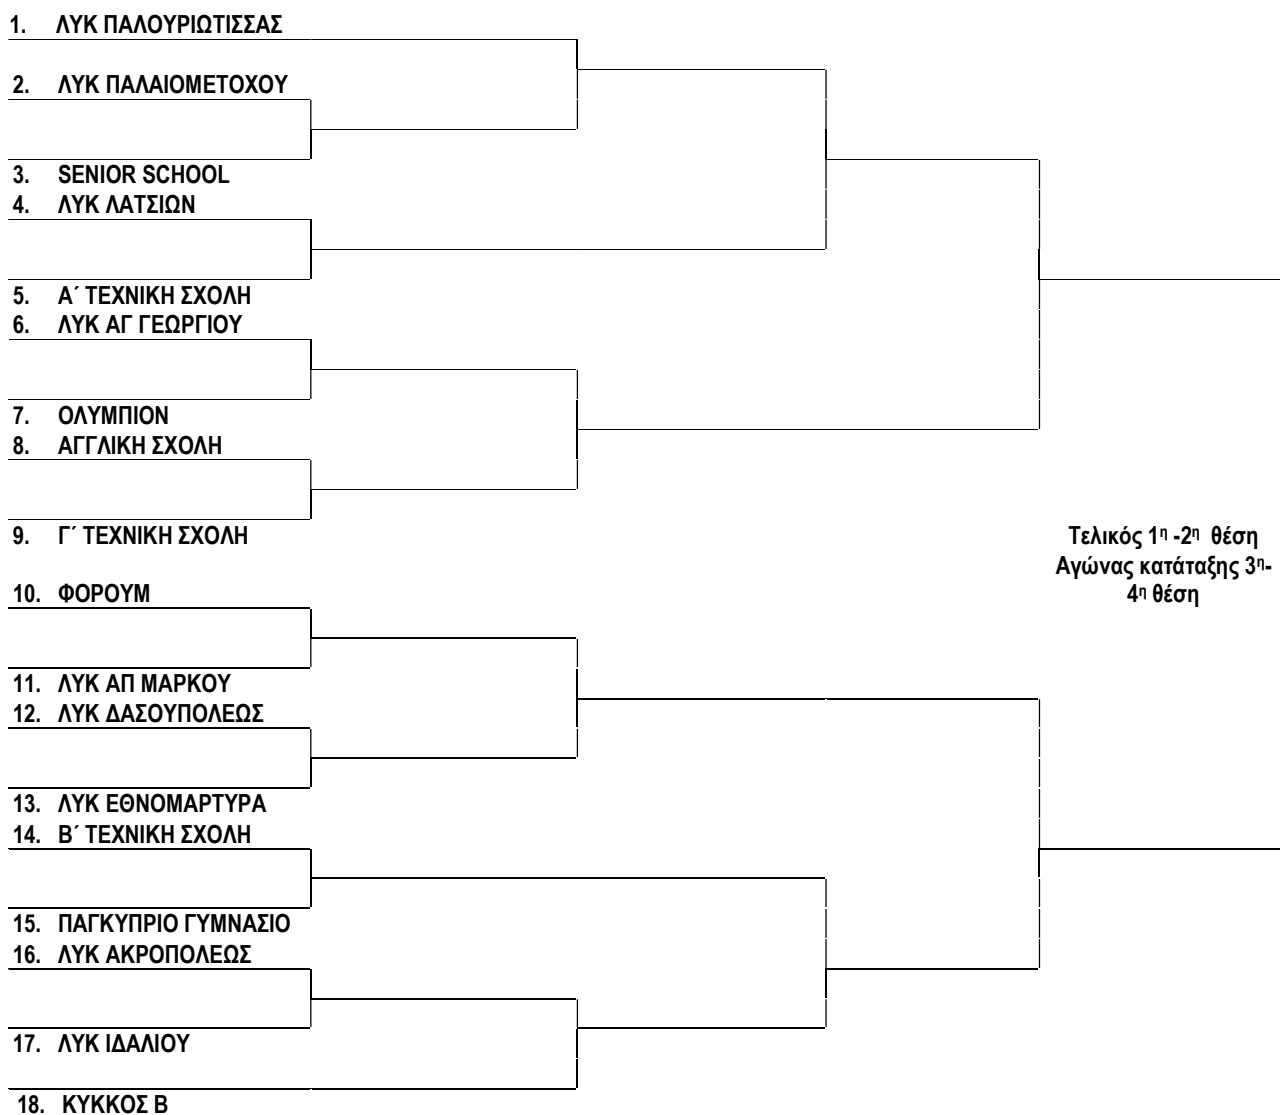 1. ΛΥΚ ΠΑΛΟΥΡΙΩΤΙΣΣΑΣ
2. ΛΥΚ ΠΑΛΑΙΟΜΕΤΟΧΟΥ
3. SENIOR SCHOOL
4. ΛΥΚ ΛΑΤΣΙΩΝ
5. Α΄ ΤΕΧΝΙΚΗ ΣΧΟΛΗ
6. ΛΥΚ ΑΓ ΓΕΩΡΓΙΟΥ
7. ΟΛΥΜΠΙΟΝ
8. ΑΓΓΛΙΚΗ ΣΧΟΛΗ
9. Γ΄ ΤΕΧΝΙΚΗ ΣΧΟΛΗ
Τελικός 1η -2η θέση
Αγώνας κατάταξης 3η-
4η θέση
10. ΦΟΡΟΥΜ
11. ΛΥΚ ΑΠ ΜΑΡΚΟΥ
12. ΛΥΚ ΔΑΣΟΥΠΟΛΕΩΣ
13. ΛΥΚ ΕΘΝΟΜΑΡΤΥΡΑ
14. Β΄ ΤΕΧΝΙΚΗ ΣΧΟΛΗ
15. ΠΑΓΚΥΠΡΙΟ ΓΥΜΝΑΣΙΟ
16. ΛΥΚ ΑΚΡΟΠΟΛΕΩΣ
17. ΛΥΚ ΙΔΑΛΙΟΥ
18. ΚΥΚΚΟΣ Β